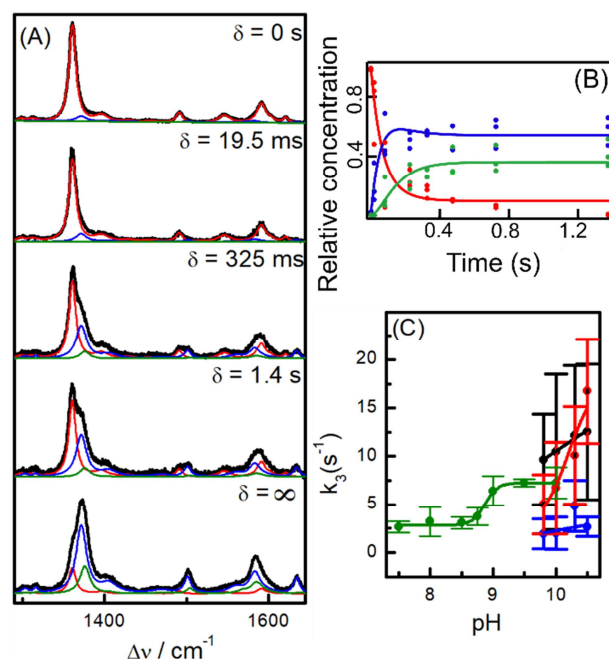 (A)
δ = 0 s
δ = 19.5 ms
δ = 325 ms
δ = 1.4 s
δ = ∞
1400 1600
Δν / cm⁻¹
(B)
Relative concentration
0.8
0.4
0.4 0.8 1.2
Time (s)
(C)
k₃(s⁻¹)
20
15
10
5
0
8 9 10
pH